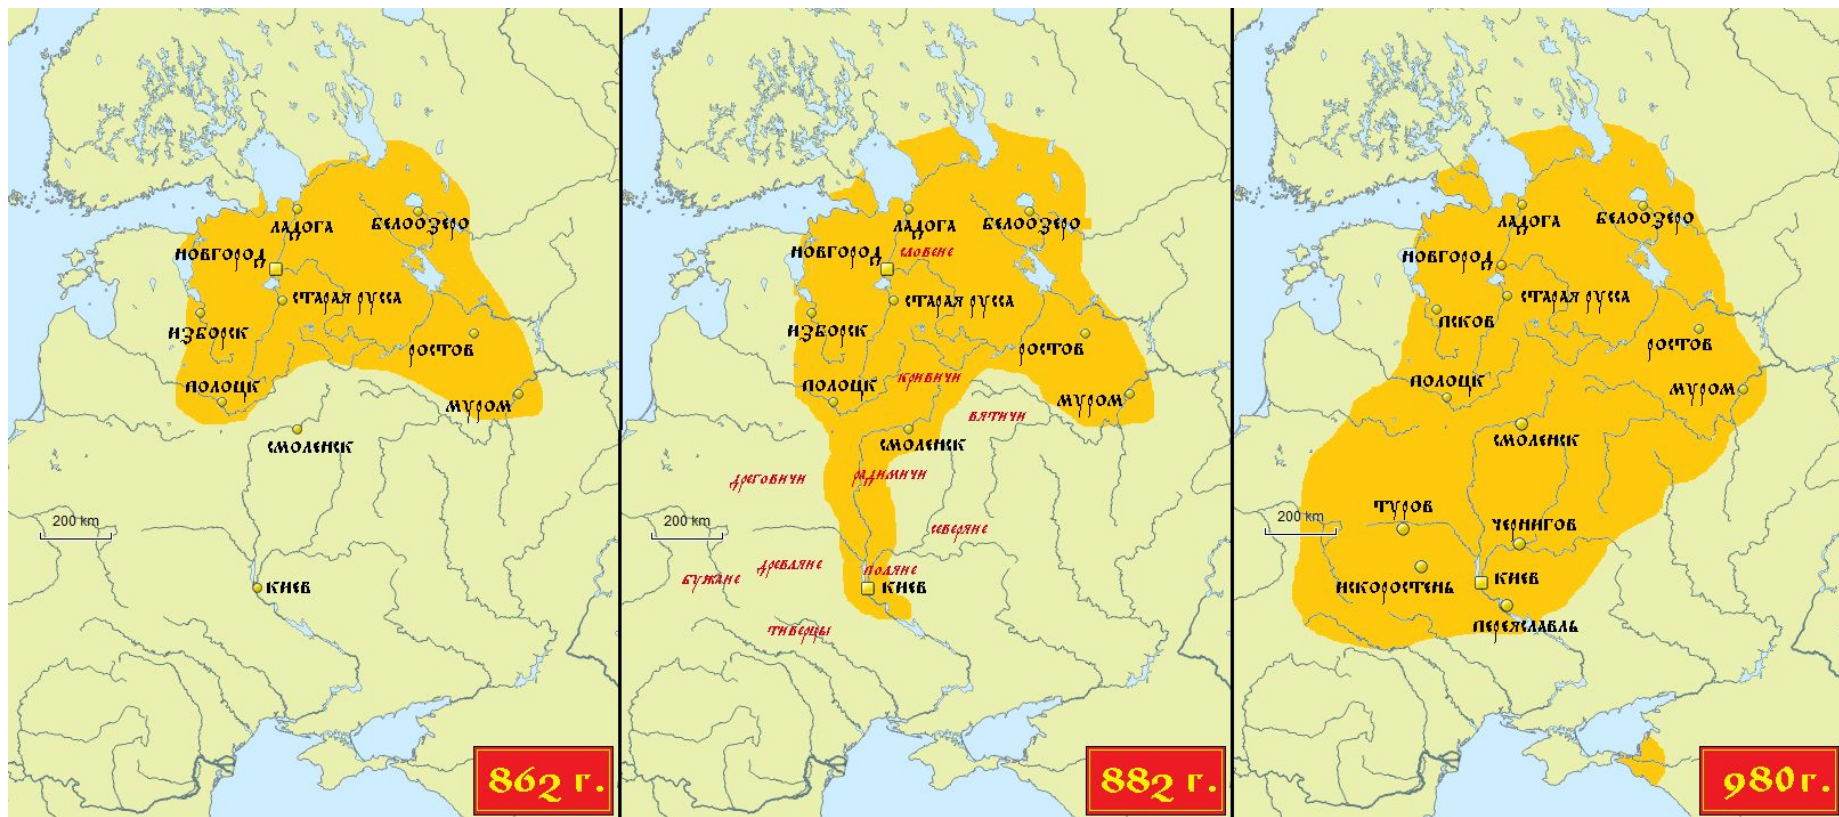 ЛАДОГА
БЕЛООЗЕРО
НОВГОРОД
СТАРАЯ РУССА
ИЗБОРСК
РОСТОВ
ПОЛОЦК
МУРОМ
СМОЛЕНСК
200 km
КИЕВ
862 г.
ЛАДОГА
БЕЛООЗЕРО
НОВГОРОД
СЛОВЕНЕ
СТАРАЯ РУССА
ИЗБОРСК
РОСТОВ
КРИВИЧИ
ПОЛОЦК
МУРОМ
ВЯТИЧИ
СМОЛЕНСК
ДРЕГОВИЧИ
РАДИМИЧИ
200 km
СЕВЕРЯНЕ
ДРЕВЛЯНЕ
ПОЛЯНЕ
БУЖАНЕ
КИЕВ
ТИВЕРЦЫ
882 г.
ЛАДОГА
БЕЛООЗЕРО
НОВГОРОД
СТАРАЯ РУССА
ПСКОВ
РОСТОВ
ПОЛОЦК
МУРОМ
СМОЛЕНСК
ТУРОВ
200 km
ЧЕРНИГОВ
ИСКОРОСТЕНЬ
КИЕВ
ПЕРЕЯСЛАВЛЬ
980 г.